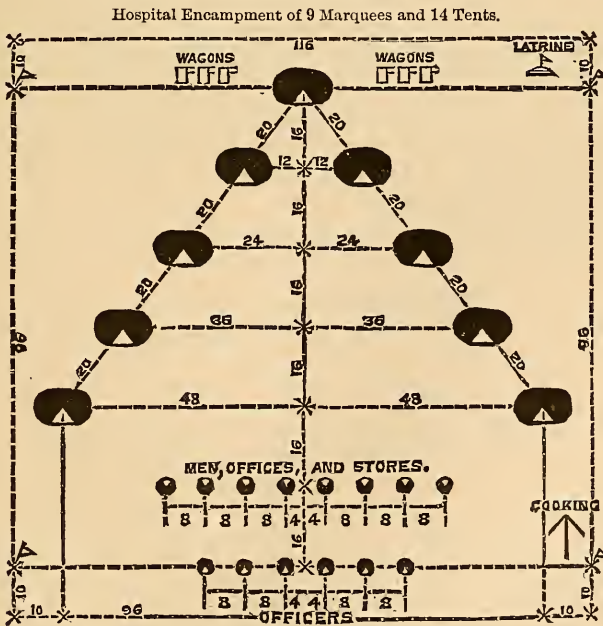 Hospital Encampment of 9 Marquees and 14 Tents.
116
LATRINE
WAGONS WAGONS
10 10
20 16 20
12 12
20 16 20
24 24
20 16 20
36 36
96 96
20 16 20
48 48
16
MEN, OFFICES, AND STORES.
8 8 8 4 4 8 8 8
COOKING
16
10 8 8 4 4 8 8 10
10 96 10
OFFICERS